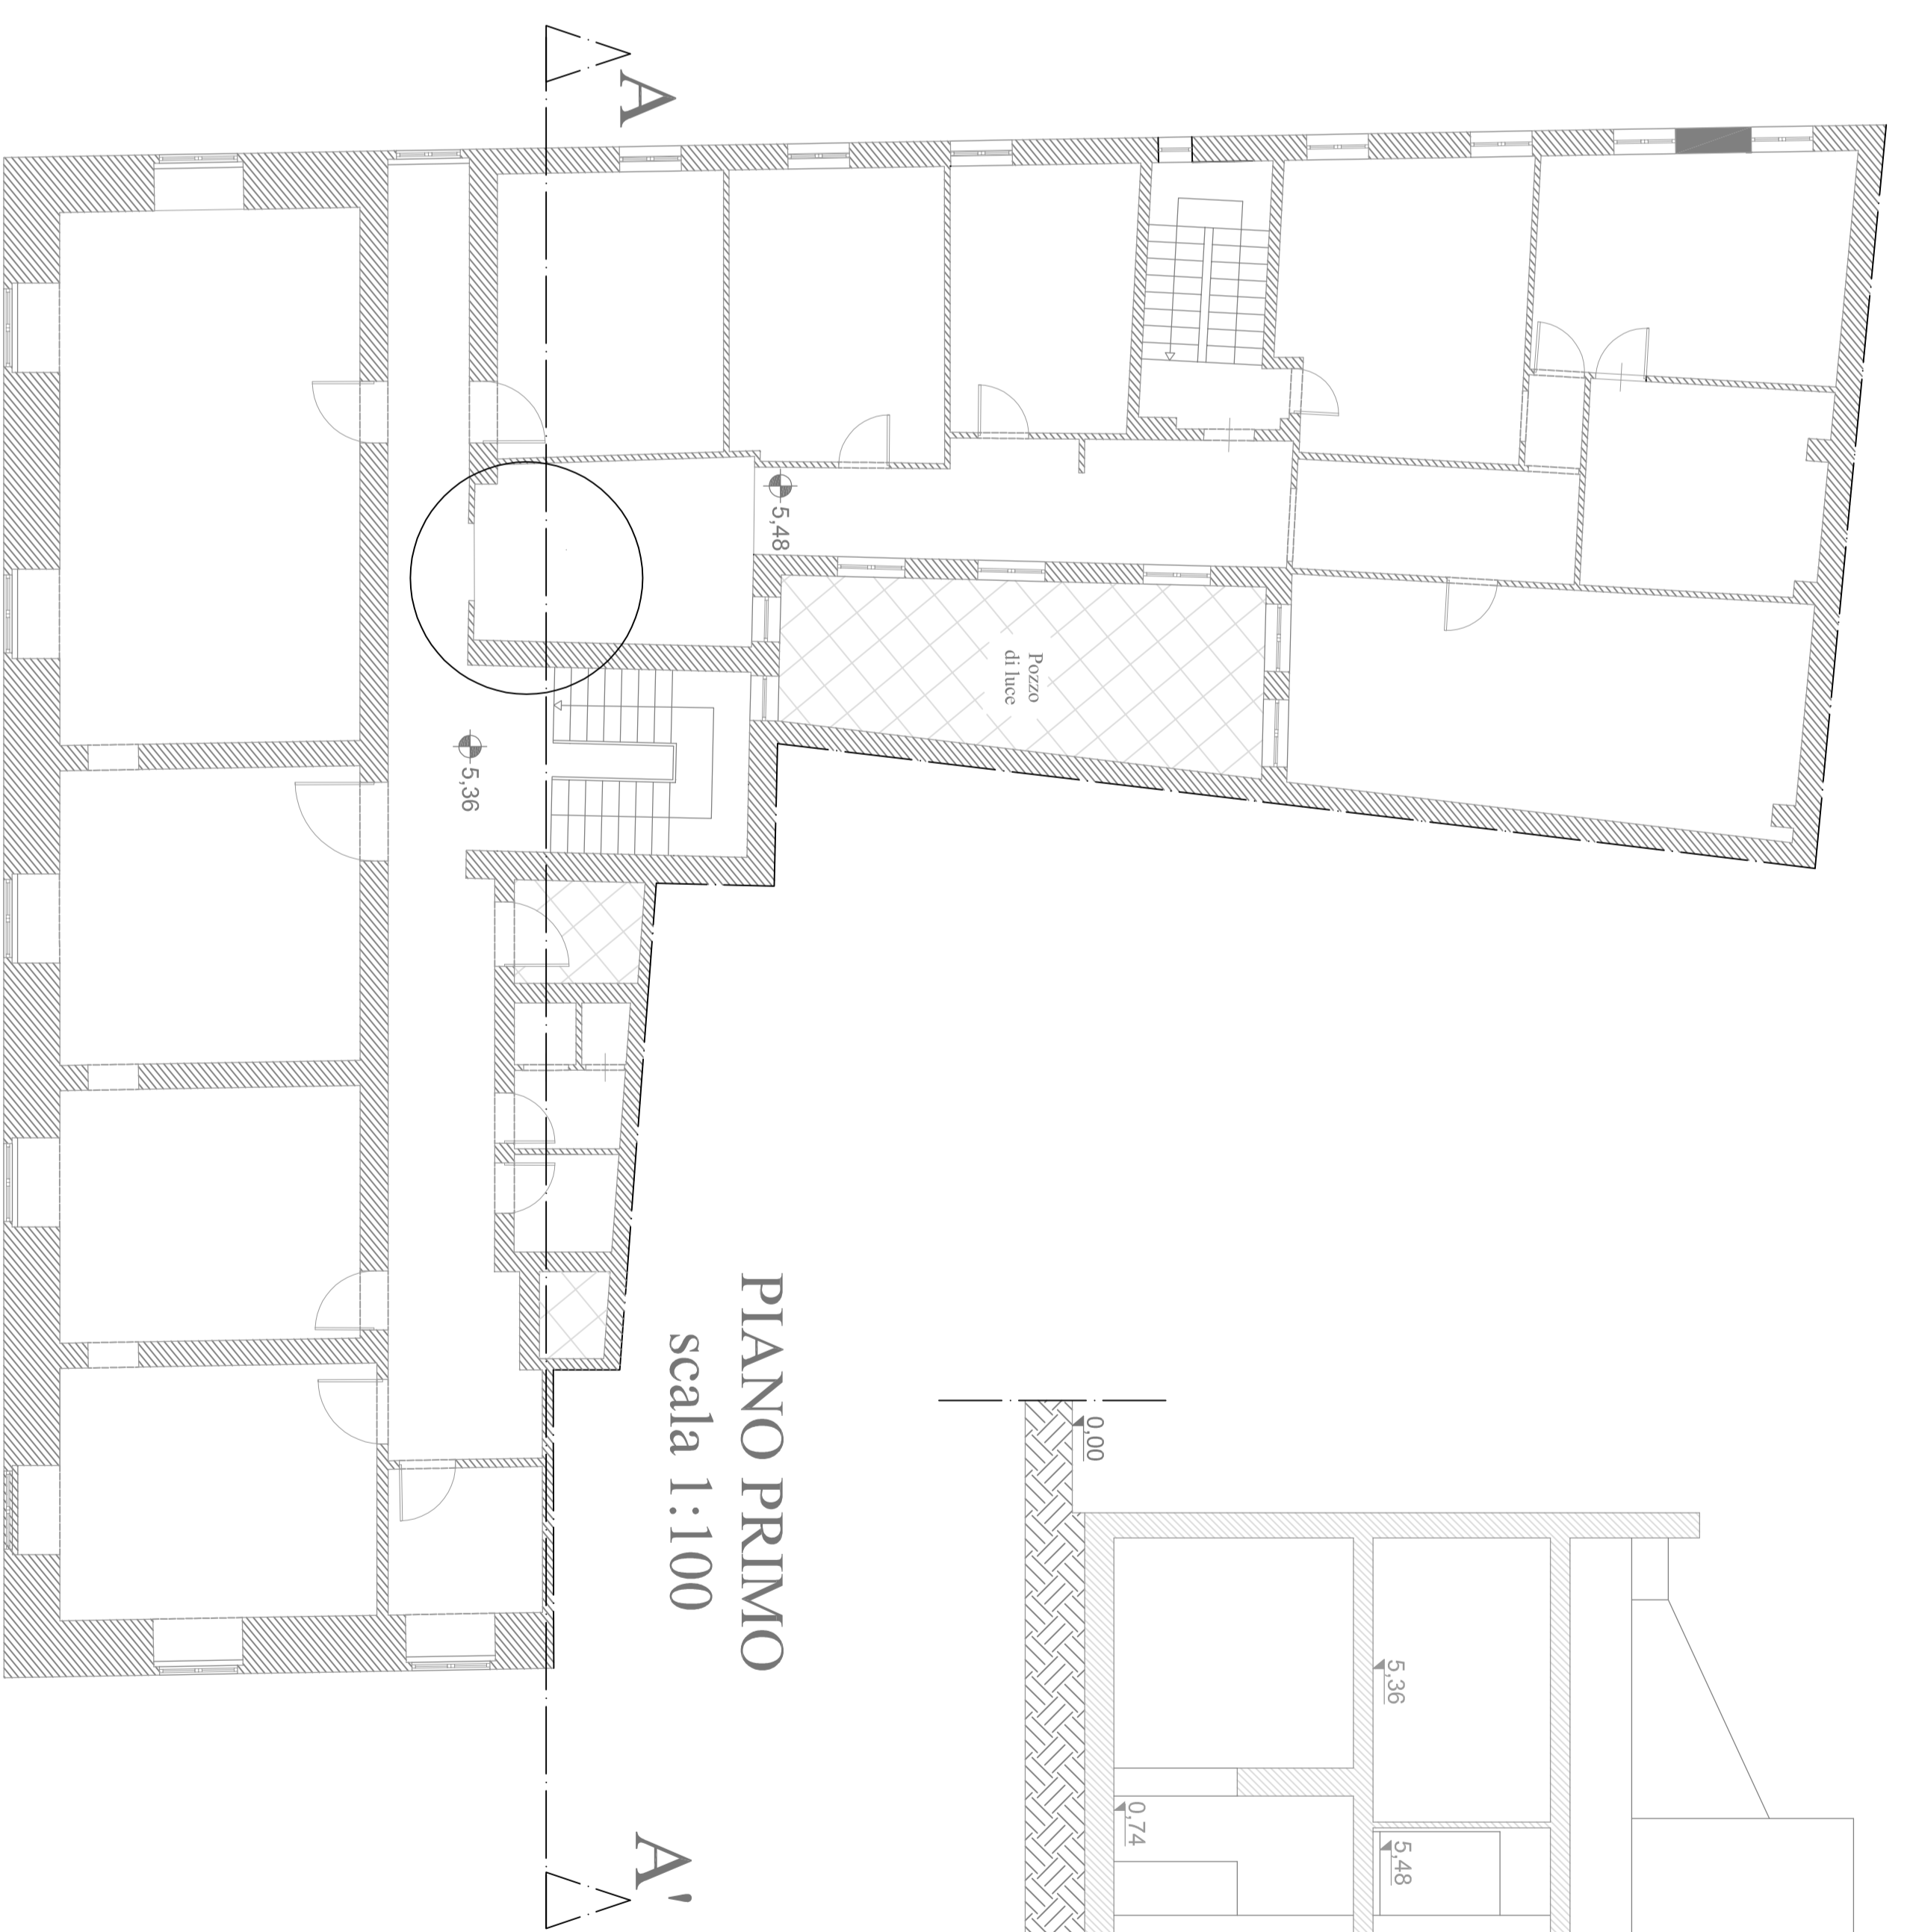 A
5,48
Pozzo
di luce
5,36
PIANO PRIMO
scala 1:100
0,00
5,36
0,74
5,48
A'